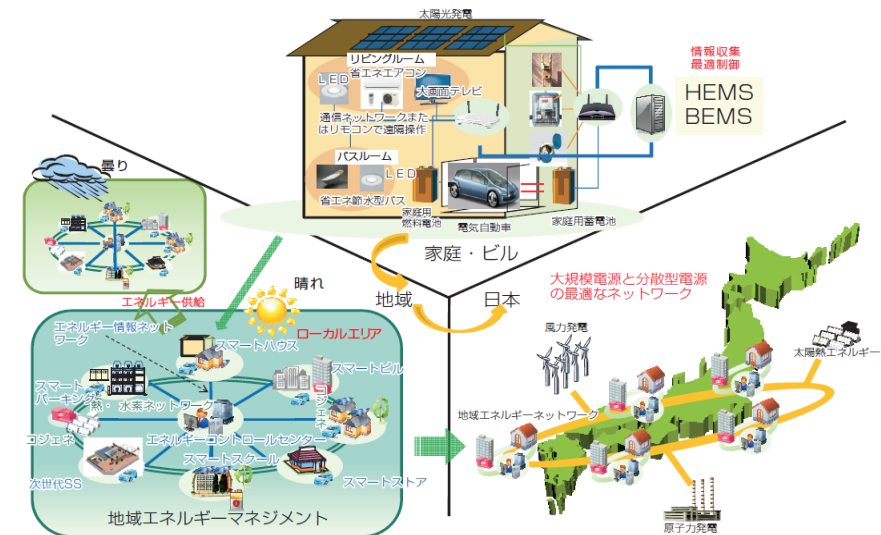 太陽光発電
リビングルーム
LED
省エネエアコン
大画面テレビ
通信ネットワークまた
はリモコンで遠隔操作
バスルーム
LED
省エネ節水型バス
家庭用
燃料電池
電気自動車
家庭用蓄電池
情報収集
最適制御
HEMS
BEMS
家庭・ビル
地域
日本
曇り
エネルギー供給
晴れ
エネルギー情報ネット
ワーク
ローカルエリア
スマートハウス
スマートビル
スマート
パーキング
熱・水素ネットワーク
コジェネ
コジェネ
エネルギーコントロールセンター
スマートスクール
次世代SS
スマートストア
地域エネルギーマネジメント
大規模電源と分散型電源
の最適なネットワーク
風力発電
太陽熱エネルギー
地域エネルギーネットワーク
原子力発電